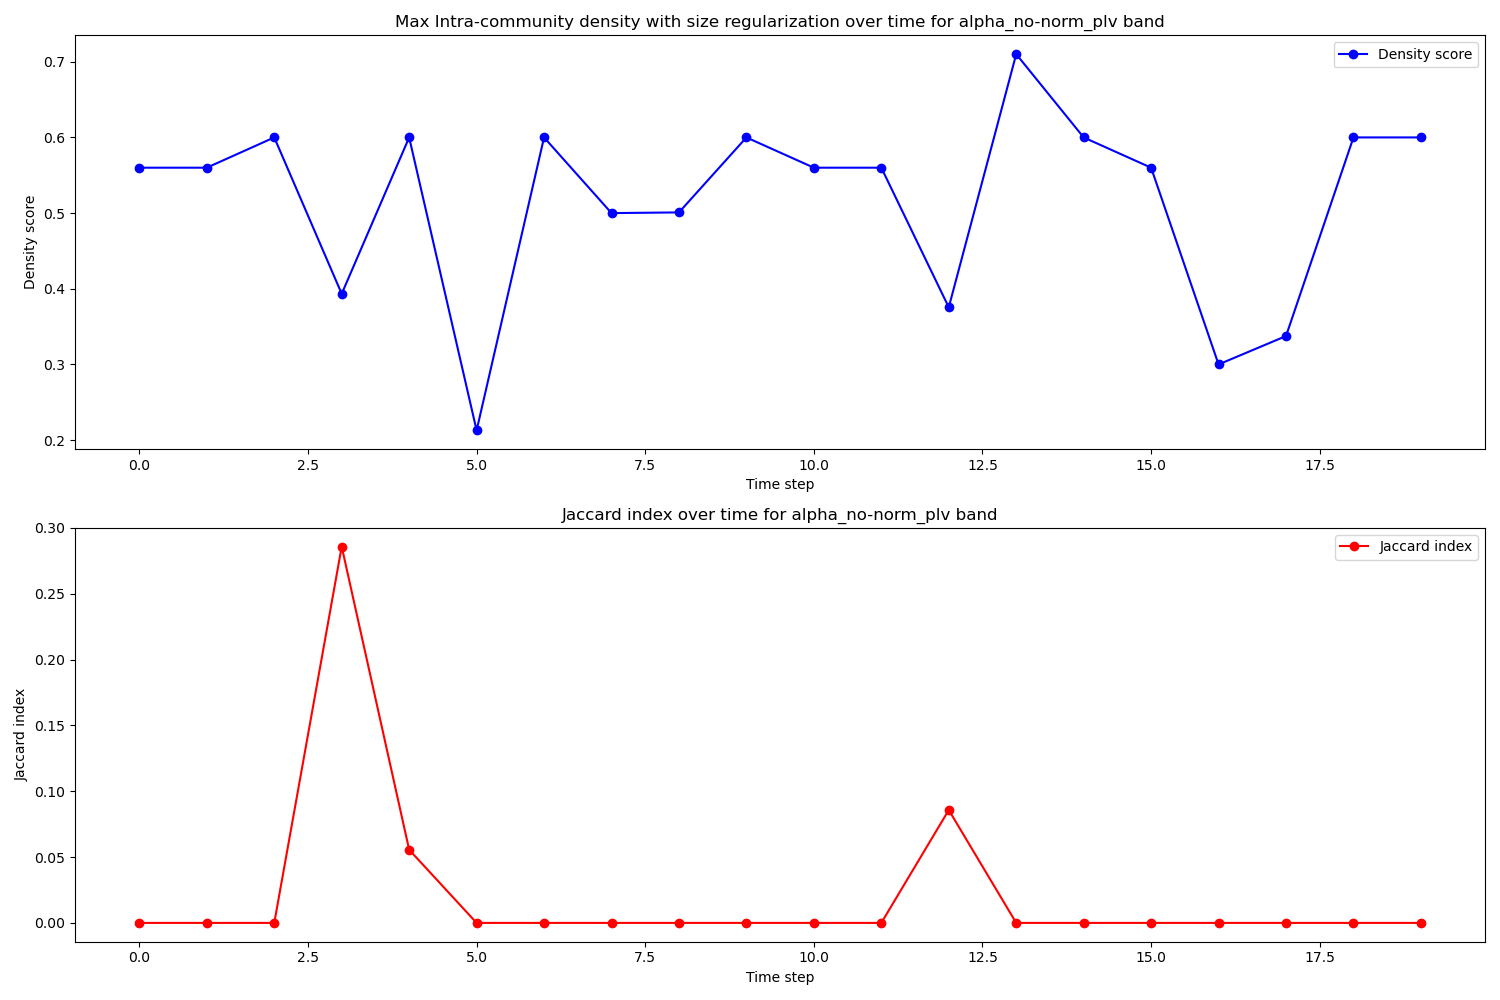 Max Intra-community density with size regularization over time for alpha_no-norm_plv band
Density score
0.7
0.6
0.5
0.4
0.3
0.2
Density score
0.0 2.5 5.0 7.5 10.0 12.5 15.0 17.5
Time step
Jaccard index over time for alpha_no-norm_plv band
Jaccard index
0.30
0.25
0.20
0.15
0.10
0.05
0.00
Jaccard index
0.0 2.5 5.0 7.5 10.0 12.5 15.0 17.5
Time step